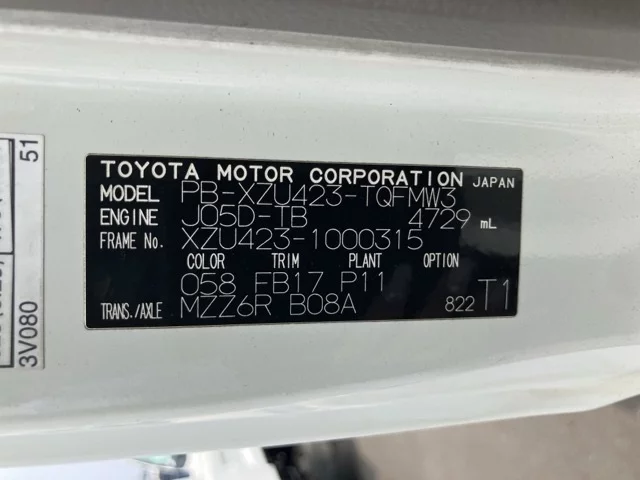 TOYOTA MOTOR CORPORATION JAPAN
MODEL PB-XZU423-TQFMW3
ENGINE J05D-TB 4729 mL
FRAME No. XZU423-1000315
COLOR TRIM PLANT OPTION
058 FB17 P11
TRANS./AXLE MZZ6R B08A 822 T1
51
3V080